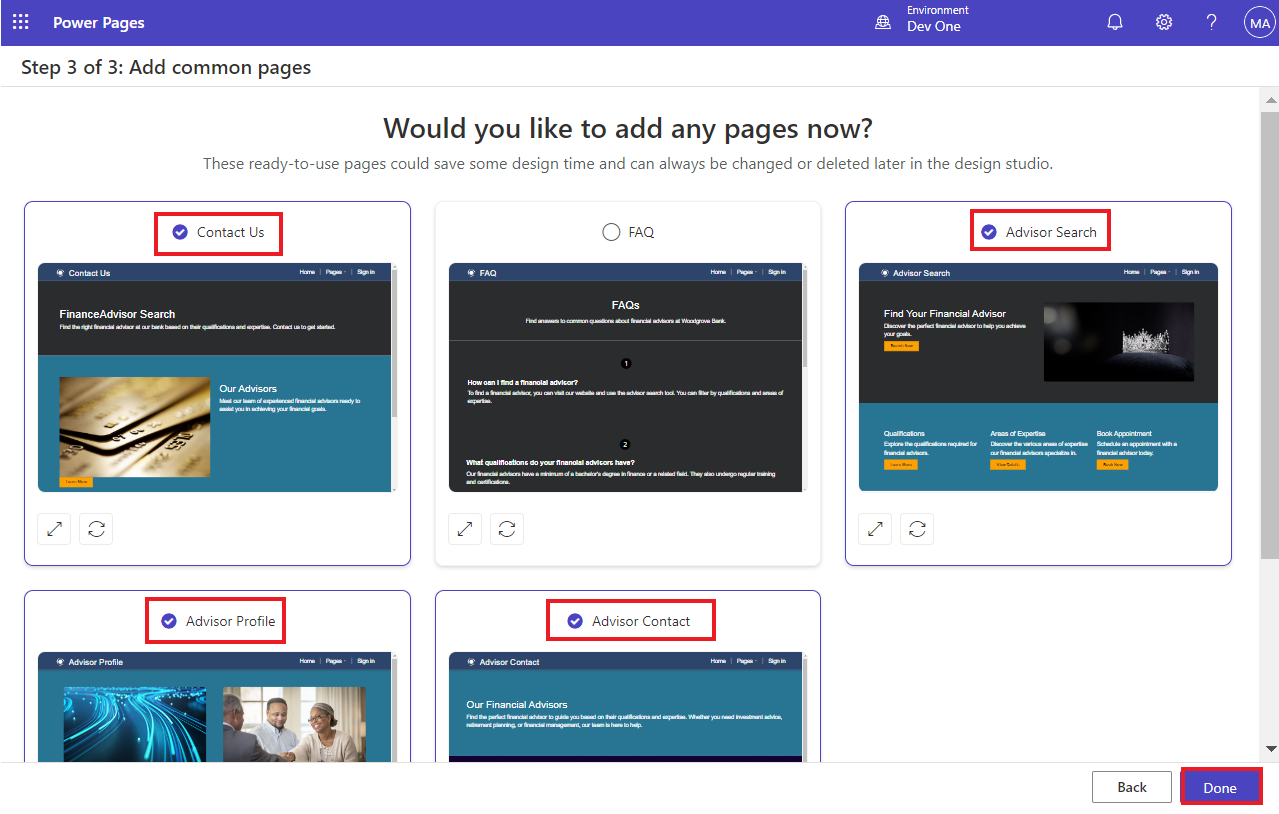 Power Pages
Environment
Dev One
MA
Step 3 of 3: Add common pages
Would you like to add any pages now?
These ready-to-use pages could save some design time and can always be changed or deleted later in the design studio.
Contact Us
Contact Us
Home | Pages | Sign in
FinanceAdvisor Search
Find the right financial advisor at our bank based on their qualifications and expertise. Contact us to get started.
Our Advisors
Meet our team of experienced financial advisors ready to
assist you in achieving your financial goals.
Learn More
FAQ
FAQ
Home | Pages | Sign in
FAQs
Find answers to common questions about financial advisors at Woodgrove Bank.
1
How can I find a financial advisor?
To find a financial advisor, you can visit our website and use the advisor search tool. You can filter by qualifications and areas of
expertise.
2
What qualifications do your financial advisors have?
Our financial advisors have a minimum of a bachelor's degree in finance or a related field. They also undergo regular training
and certifications.
Advisor Search
Advisor Search
Home | Pages | Sign in
Find Your Financial Advisor
Discover the perfect financial advisor to help you achieve
your goals.
Qualifications
Explore the qualifications required for
financial advisors.
Learn More
Areas of Expertise
Discover the various areas of expertise
our financial advisors specialize in.
View Details
Book Appointment
Schedule an appointment with a
financial advisor today.
Book Now
Advisor Profile
Advisor Profile
Home | Pages | Sign in
Advisor Contact
Advisor Contact
Home | Pages | Sign in
Our Financial Advisors
Find the perfect financial advisor to guide you based on their qualifications and expertise. Whether you need investment advice,
retirement planning, or financial management, our team is here to help.
Back
Done